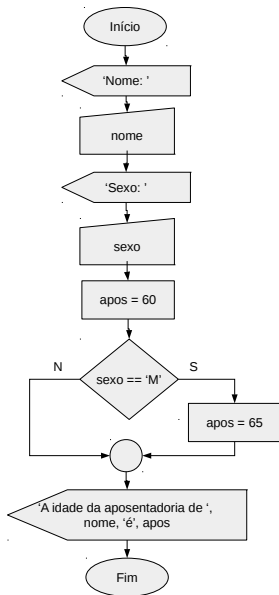 Início
‘Nome: ’
nome
‘Sexo: ’
sexo
apos = 60
N
S
sexo == ‘M’
apos = 65
‘A idade da aposentadoria de ‘,
nome, ‘é’, apos
Fim